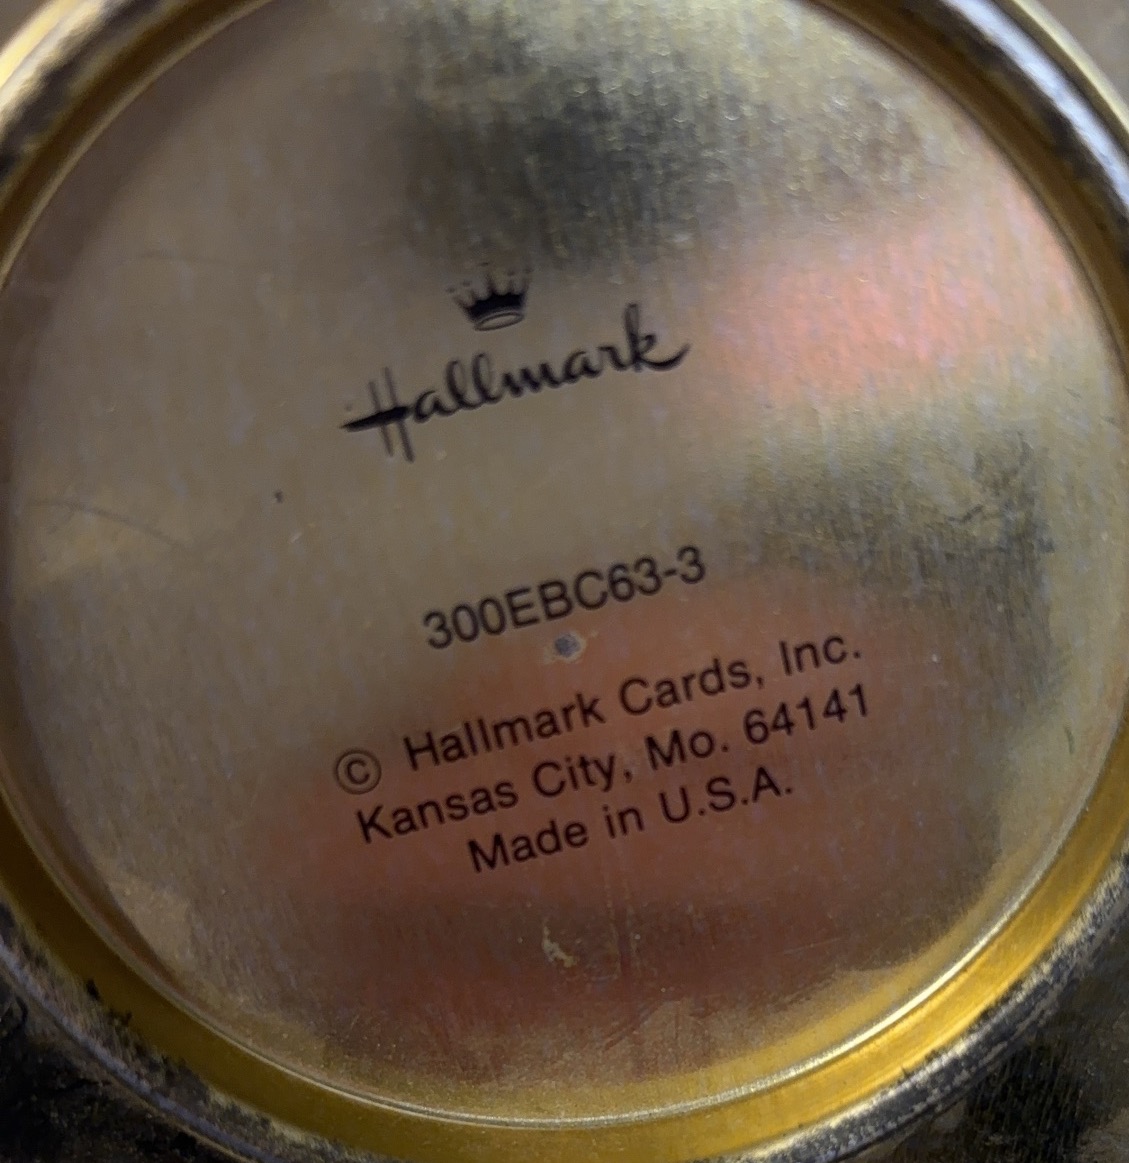 Hallmark
300EBC63-3
© Hallmark Cards, Inc.
Kansas City, Mo. 64141
Made in U.S.A.